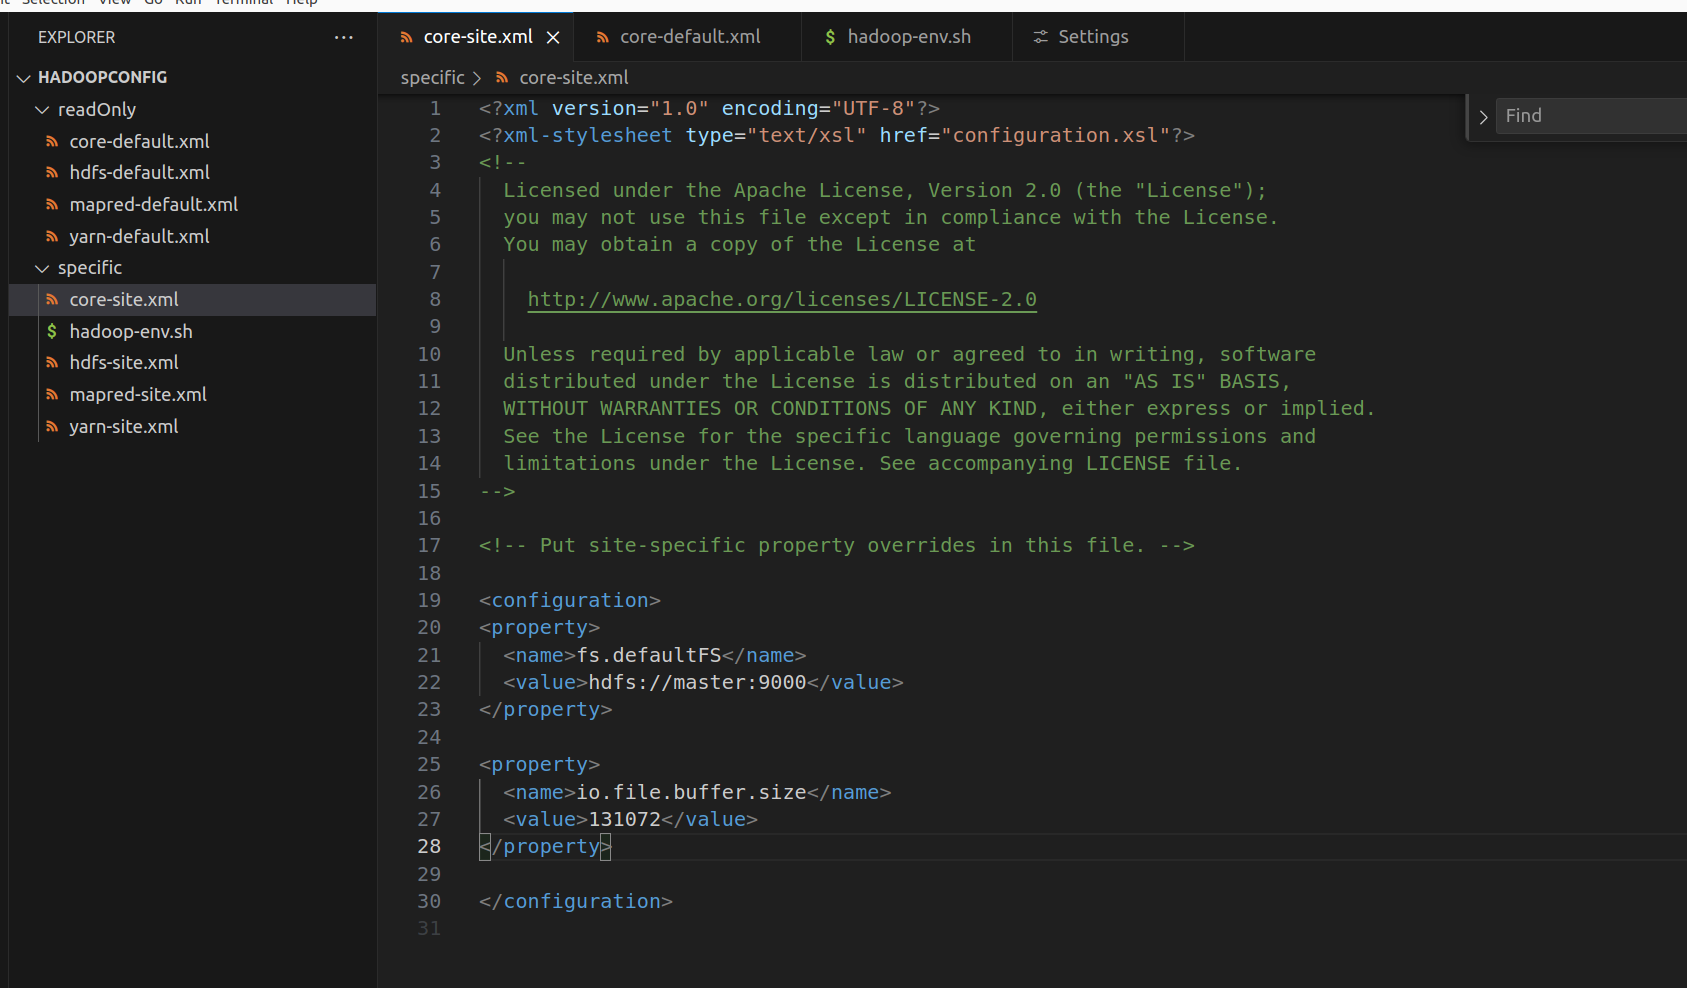 Selection View Go Run Terminal Help
EXPLORER ···
HADOOPCONFIG
readOnly
core-default.xml
hdfs-default.xml
mapred-default.xml
yarn-default.xml
specific
core-site.xml
$ hadoop-env.sh
hdfs-site.xml
mapred-site.xml
yarn-site.xml
core-site.xml core-default.xml $ hadoop-env.sh Settings
specific > core-site.xml
> Find
1 <?xml version="1.0" encoding="UTF-8"?>
2 <?xml-stylesheet type="text/xsl" href="configuration.xsl"?>
3 <!--
4   Licensed under the Apache License, Version 2.0 (the "License");
5   you may not use this file except in compliance with the License.
6   You may obtain a copy of the License at
7
8     http://www.apache.org/licenses/LICENSE-2.0
9
10   Unless required by applicable law or agreed to in writing, software
11   distributed under the License is distributed on an "AS IS" BASIS,
12   WITHOUT WARRANTIES OR CONDITIONS OF ANY KIND, either express or implied.
13   See the License for the specific language governing permissions and
14   limitations under the License. See accompanying LICENSE file.
15 -->
16
17 <!-- Put site-specific property overrides in this file. -->
18
19 <configuration>
20 <property>
21   <name>fs.defaultFS</name>
22   <value>hdfs://master:9000</value>
23 </property>
24
25 <property>
26   <name>io.file.buffer.size</name>
27   <value>131072</value>
28 </property>
29
30 </configuration>
31